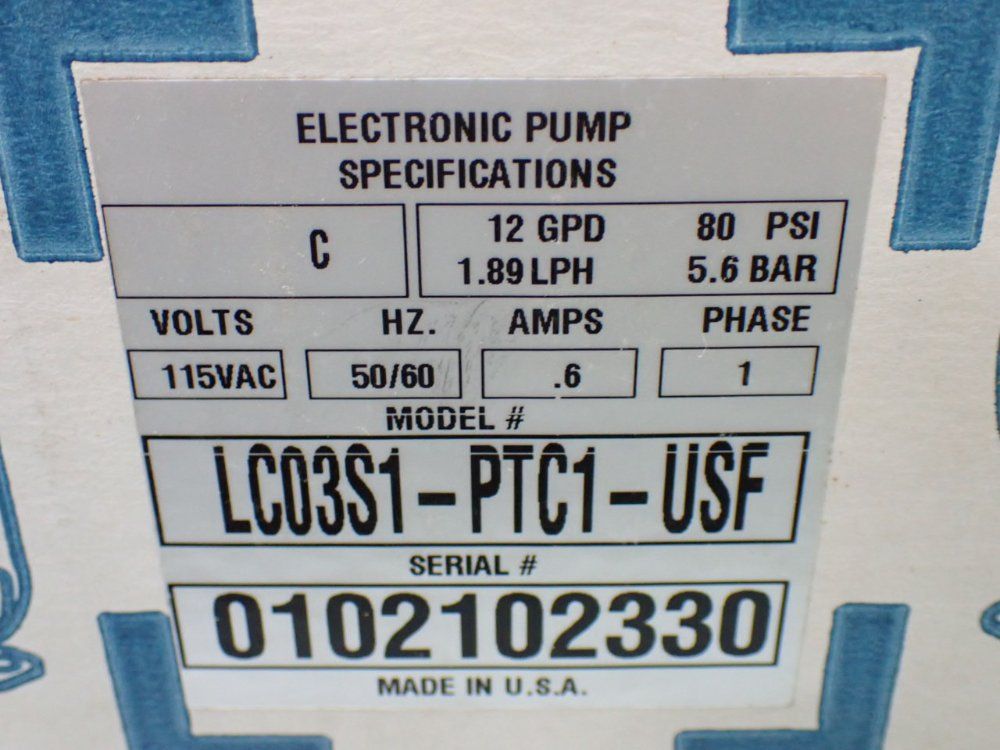 ELECTRONIC PUMP
SPECIFICATIONS
C
12 GPD 80 PSI
1.89 LPH 5.6 BAR
VOLTS HZ. AMPS PHASE
115VAC 50/60 .6 1
MODEL #
LC03S1-PTC1-USF
SERIAL #
0102102330
MADE IN U.S.A.